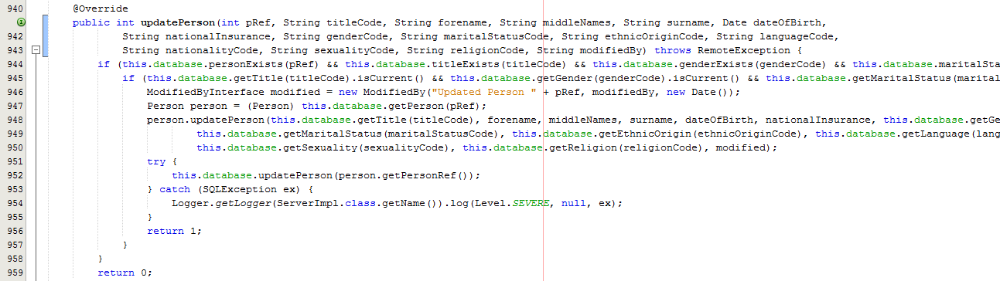 940 @Override
public int updatePerson(int pRef, String titleCode, String forename, String middleNames, String surname, Date dateOfBirth,
942 String nationalInsurance, String genderCode, String maritalStatusCode, String ethnicOriginCode, String languageCode,
943 String nationalityCode, String sexualityCode, String religionCode, String modifiedBy) throws RemoteException {
944 if (this.database.personExists(pRef) && this.database.titleExists(titleCode) && this.database.genderExists(genderCode) && this.database.maritalSta
945 if (this.database.getTitle(titleCode).isCurrent() && this.database.getGender(genderCode).isCurrent() && this.database.getMaritalStatus(marital
946 ModifiedByInterface modified = new ModifiedBy("Updated Person " + pRef, modifiedBy, new Date());
947 Person person = (Person) this.database.getPerson(pRef);
948 person.updatePerson(this.database.getTitle(titleCode), forename, middleNames, surname, dateOfBirth, nationalInsurance, this.database.getGe
949 this.database.getMaritalStatus(maritalStatusCode), this.database.getEthnicOrigin(ethnicOriginCode), this.database.getLanguage(lang
950 this.database.getSexuality(sexualityCode), this.database.getReligion(religionCode), modified);
951 try {
952 this.database.updatePerson(person.getPersonRef());
953 } catch (SQLException ex) {
954 Logger.getLogger(ServerImpl.class.getName()).log(Level.SEVERE, null, ex);
955 }
956 return 1;
957 }
958 }
959 return 0;